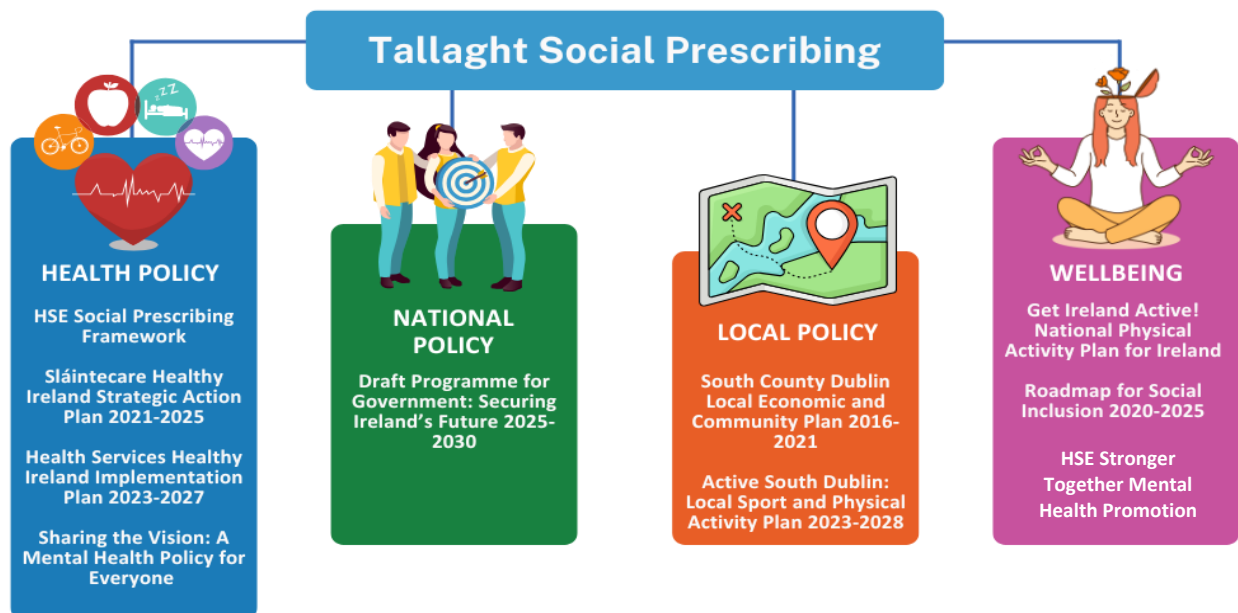 Tallaght Social Prescribing
zzZ
HEALTH POLICY
HSE Social Prescribing
Framework
Sláintecare Healthy
Ireland Strategic Action
Plan 2021-2025
Health Services Healthy
Ireland Implementation
Plan 2023-2027
Sharing the Vision: A
Mental Health Policy for
Everyone
NATIONAL
POLICY
Draft Programme for
Government: Securing
Ireland’s Future 2025-
2030
LOCAL POLICY
South County Dublin
Local Economic and
Community Plan 2016-
2021
Active South Dublin:
Local Sport and Physical
Activity Plan 2023-2028
WELLBEING
Get Ireland Active!
National Physical
Activity Plan for Ireland
Roadmap for Social
Inclusion 2020-2025
HSE Stronger
Together Mental
Health Promotion